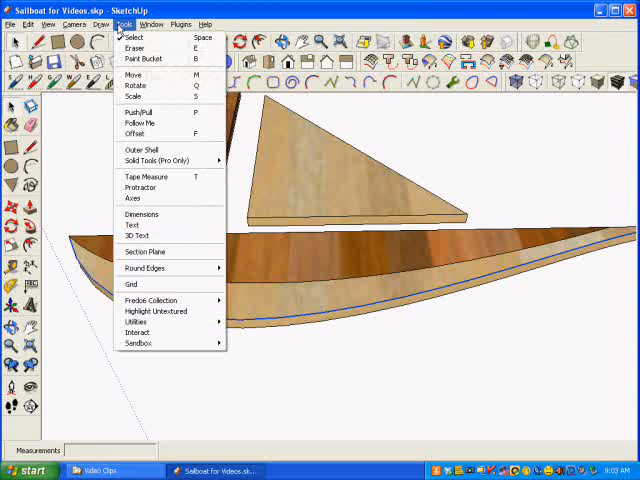 Sailboat for Videos.skp - SketchUp
File Edit View Camera Draw Tools Window Plugins Help
Select Space
Eraser E
Paint Bucket B
Move M
Rotate Q
Scale S
Push/Pull P
Follow Me
Offset F
Outer Shell
Solid Tools (Pro Only)
Tape Measure T
Protractor
Axes
Dimensions
Text
3D Text
Section Plane
Round Edges
Grid
Fredo6 Collection
Highlight Untextured
Utilities
Interact
Sandbox
Measurements
start Video Clips Sailboat for Videos.sk... 9:03 AM